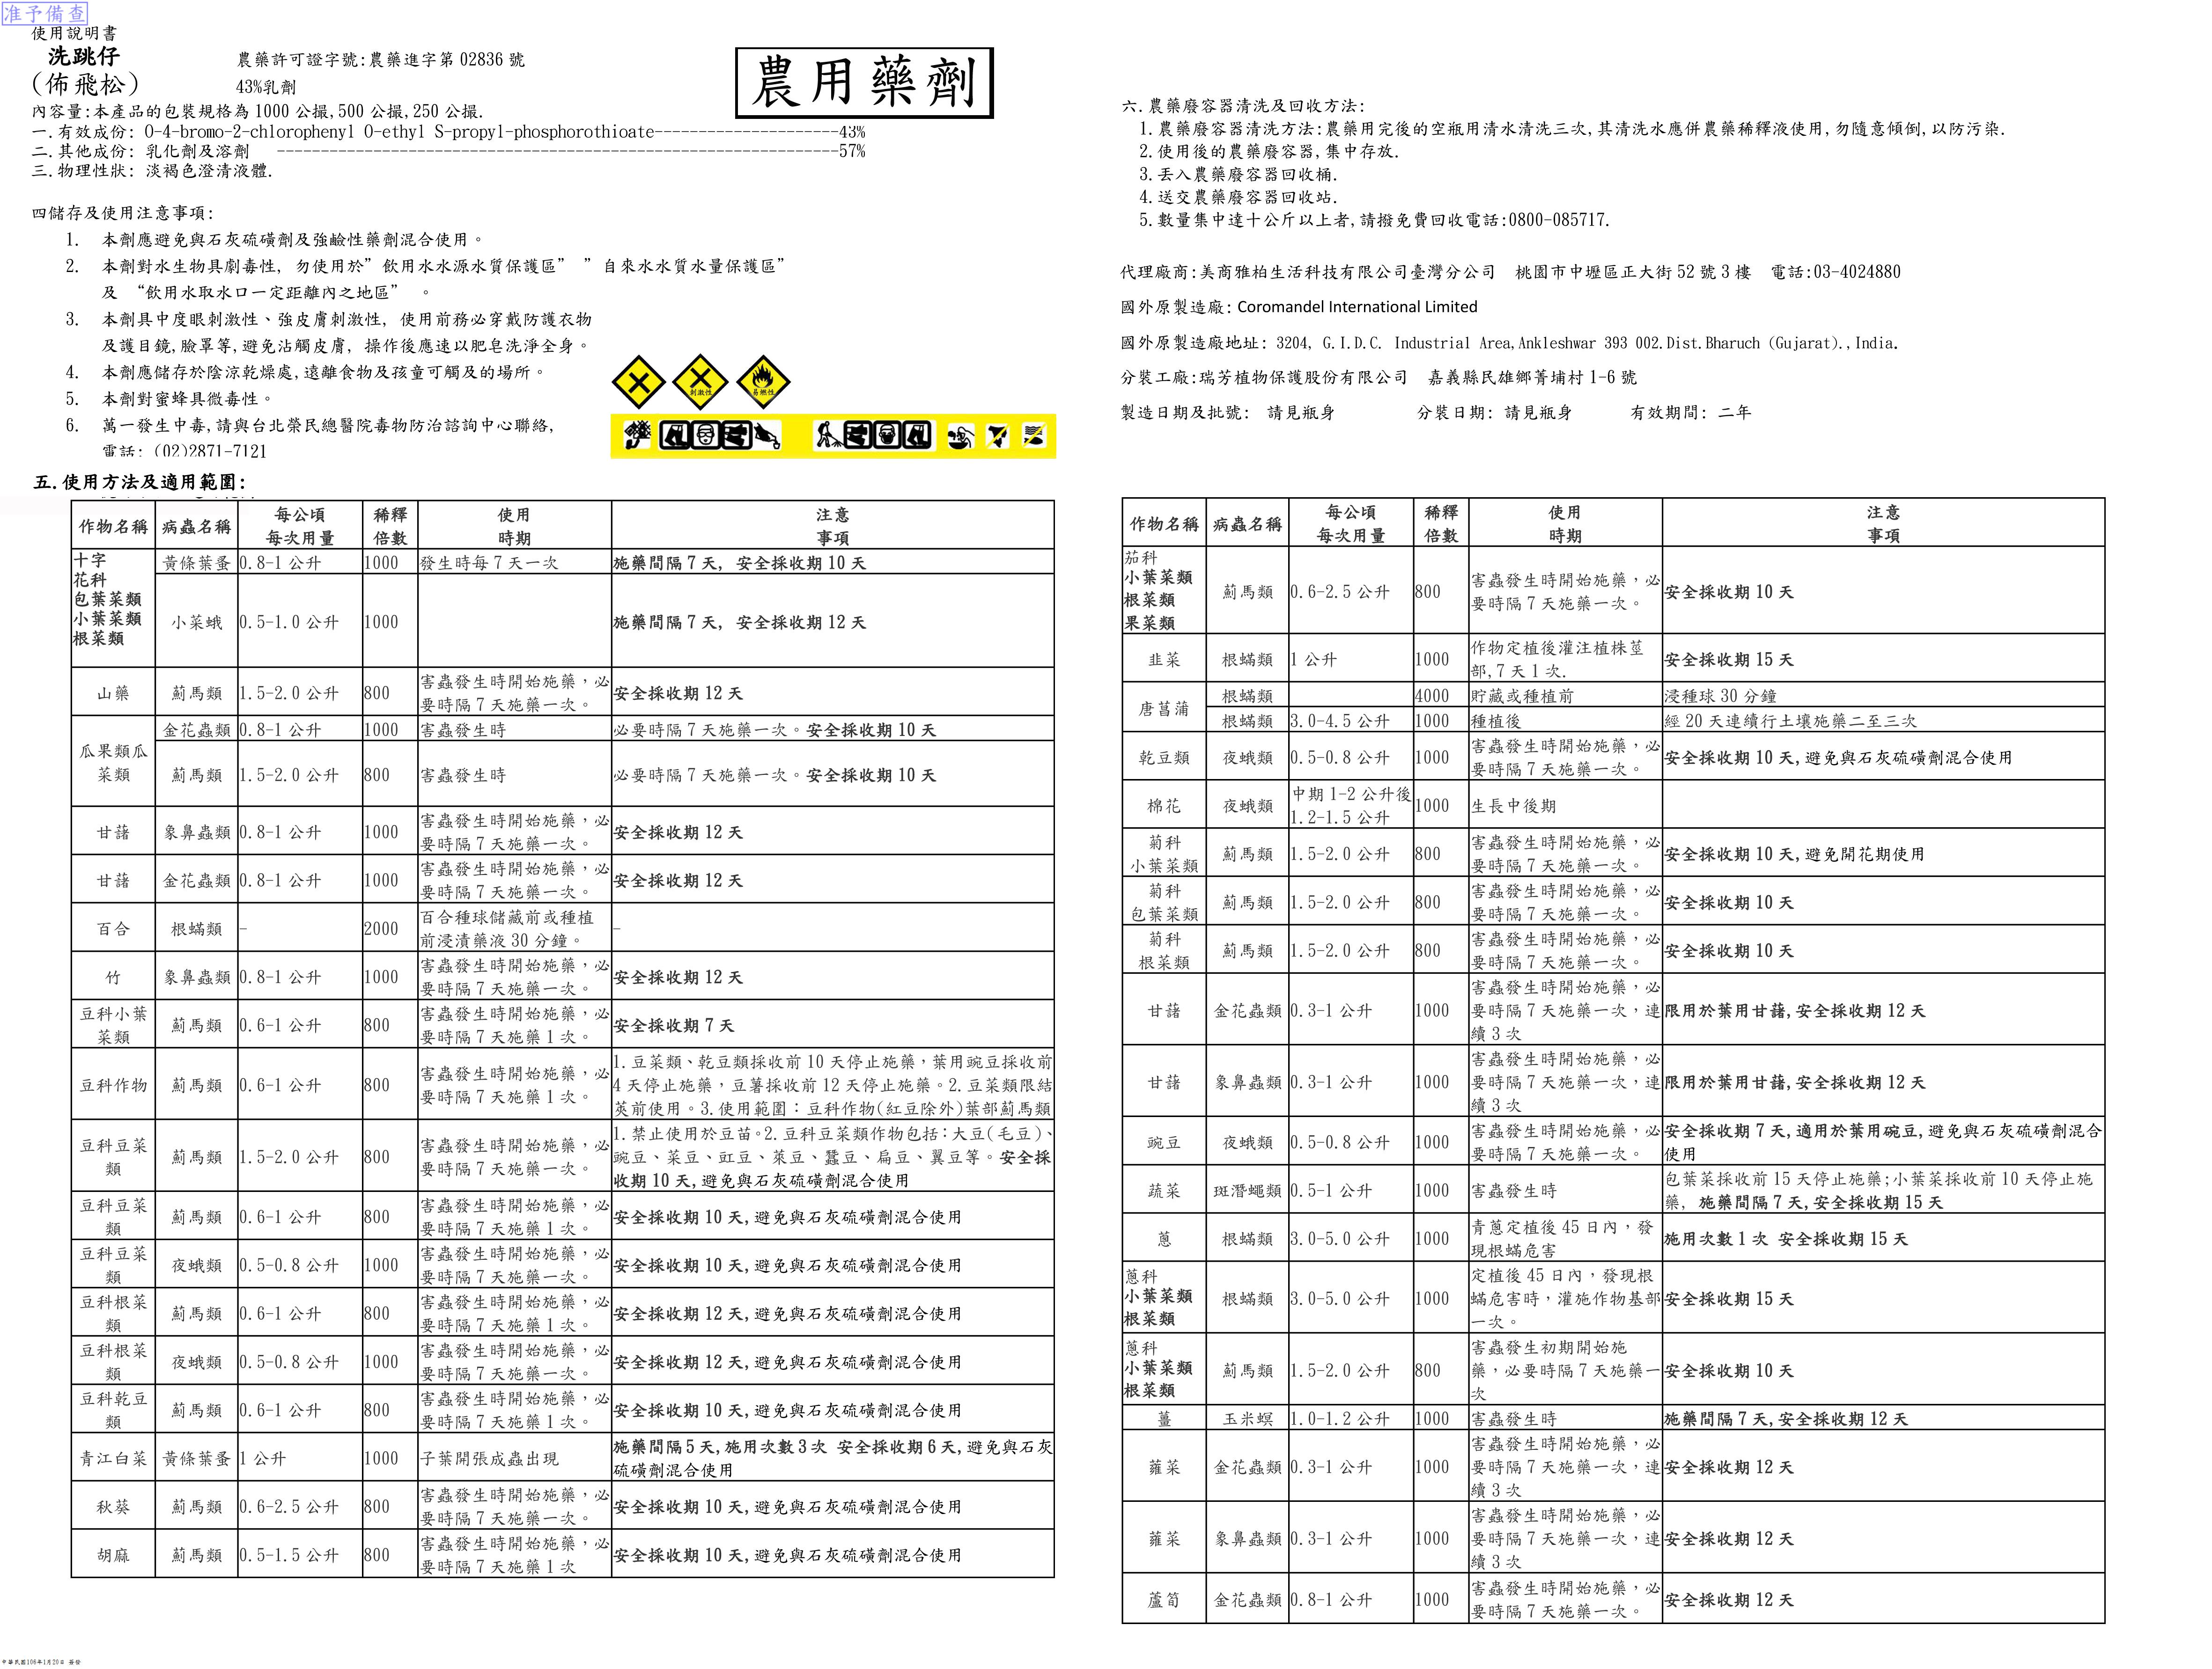 准予備查
使用說明書
洗跳仔
(佈飛松)
農藥許可證字號:農藥進字第 02836 號
43%乳劑
農用藥劑
內容量:本產品的包裝規格為 1000 公撮,500 公撮,250 公撮.
一.有效成份: O-4-bromo-2-chlorophenyl O-ethyl S-propyl-phosphorothioate---------------------43%
二.其他成份: 乳化劑及溶劑 ----------------------------------------------------------------57%
三.物理性狀: 淡褐色澄清液體.
四儲存及使用注意事項:
1. 本劑應避免與石灰硫磺劑及強鹼性藥劑混合使用。
2. 本劑對水生物具劇毒性, 勿使用於”飲用水水源水質保護區” ”自來水水質水量保護區”
及 “飲用水取水口一定距離內之地區” 。
3. 本劑具中度眼刺激性、強皮膚刺激性, 使用前務必穿戴防護衣物
及護目鏡,臉罩等,避免沾觸皮膚, 操作後應速以肥皂洗淨全身。
4. 本劑應儲存於陰涼乾燥處,遠離食物及孩童可觸及的場所。
5. 本劑對蜜蜂具微毒性。
6. 萬一發生中毒,請與台北榮民總醫院毒物防治諮詢中心聯絡,
電話: (02)2871-7121
刺激性
易燃性
五.使用方法及適用範圍:
作物名稱 病蟲名稱 每公頃 稀釋 使用 注意
每次用量 倍數 時期 事項
十字 黃條葉蚤 0.8-1 公升 1000 發生時每 7 天一次 施藥間隔 7 天, 安全採收期 10 天
花科
包葉菜類
小葉菜類 小菜蛾 0.5-1.0 公升 1000 施藥間隔 7 天, 安全採收期 12 天
根菜類
山藥 薊馬類 1.5-2.0 公升 800 害蟲發生時開始施藥，必 安全採收期 12 天
要時隔 7 天施藥一次。
瓜果類瓜 金花蟲類 0.8-1 公升 1000 害蟲發生時 必要時隔 7 天施藥一次。安全採收期 10 天
菜類 薊馬類 1.5-2.0 公升 800 害蟲發生時 必要時隔 7 天施藥一次。安全採收期 10 天
甘藷 象鼻蟲類 0.8-1 公升 1000 害蟲發生時開始施藥，必 安全採收期 12 天
要時隔 7 天施藥一次。
甘藷 金花蟲類 0.8-1 公升 1000 害蟲發生時開始施藥，必 安全採收期 12 天
要時隔 7 天施藥一次。
百合 根蟎類 - 2000 百合種球儲藏前或種植 -
前浸漬藥液 30 分鐘。
竹 象鼻蟲類 0.8-1 公升 1000 害蟲發生時開始施藥，必 安全採收期 12 天
要時隔 7 天施藥一次。
豆科小葉 薊馬類 0.6-1 公升 800 害蟲發生時開始施藥，必 安全採收期 7 天
菜類 要時隔 7 天施藥 1 次。
豆科作物 薊馬類 0.6-1 公升 800 害蟲發生時開始施藥，必 1.豆菜類、乾豆類採收前 10 天停止施藥，葉用豌豆採收前
要時隔 7 天施藥 1 次。 4 天停止施藥，豆薯採收前 12 天停止施藥。2.豆菜類限結
莢前使用。3.使用範圍：豆科作物(紅豆除外)葉部薊馬類
豆科豆菜 薊馬類 1.5-2.0 公升 800 害蟲發生時開始施藥，必 1.禁止使用於豆苗。2.豆科豆菜類作物包括：大豆(毛豆)、
類 要時隔 7 天施藥一次。 豌豆、菜豆、豇豆、萊豆、蠶豆、扁豆、翼豆等。安全採
收期 10 天,避免與石灰硫磺劑混合使用
豆科豆菜 薊馬類 0.6-1 公升 800 害蟲發生時開始施藥，必 安全採收期 10 天,避免與石灰硫磺劑混合使用
類 要時隔 7 天施藥 1 次。
豆科豆菜 夜蛾類 0.5-0.8 公升 1000 害蟲發生時開始施藥，必 安全採收期 10 天,避免與石灰硫磺劑混合使用
類 要時隔 7 天施藥一次。
豆科根菜 薊馬類 0.6-1 公升 800 害蟲發生時開始施藥，必 安全採收期 12 天,避免與石灰硫磺劑混合使用
類 要時隔 7 天施藥 1 次。
豆科根菜 夜蛾類 0.5-0.8 公升 1000 害蟲發生時開始施藥，必 安全採收期 12 天,避免與石灰硫磺劑混合使用
類 要時隔 7 天施藥一次。
豆科乾豆 薊馬類 0.6-1 公升 800 害蟲發生時開始施藥，必 安全採收期 10 天,避免與石灰硫磺劑混合使用
類 要時隔 7 天施藥 1 次。
青江白菜 黃條葉蚤 1 公升 1000 子葉開張成蟲出現 施藥間隔 5 天,施用次數 3 次 安全採收期 6 天,避免與石灰
硫磺劑混合使用
秋葵 薊馬類 0.6-2.5 公升 800 害蟲發生時開始施藥，必 安全採收期 10 天,避免與石灰硫磺劑混合使用
要時隔 7 天施藥一次。
胡麻 薊馬類 0.5-1.5 公升 800 害蟲發生時開始施藥，必 安全採收期 10 天,避免與石灰硫磺劑混合使用
要時隔 7 天施藥 1 次
中華民國106年1月20日 簽發
六.農藥廢容器清洗及回收方法:
1.農藥廢容器清洗方法:農藥用完後的空瓶用清水清洗三次,其清洗水應併農藥稀釋液使用,勿隨意傾倒,以防污染.
2.使用後的農藥廢容器,集中存放.
3.丟入農藥廢容器回收桶.
4.送交農藥廢容器回收站.
5.數量集中達十公斤以上者,請撥免費回收電話:0800-085717.
代理廠商:美商雅柏生活科技有限公司臺灣分公司 桃園市中壢區正大街 52 號 3 樓 電話:03-4024880
國外原製造廠: Coromandel International Limited
國外原製造廠地址: 3204, G.I.D.C. Industrial Area,Ankleshwar 393 002.Dist.Bharuch (Gujarat).,India.
分裝工廠:瑞芳植物保護股份有限公司 嘉義縣民雄鄉菁埔村 1-6 號
製造日期及批號: 請見瓶身 分裝日期: 請見瓶身 有效期間: 二年
作物名稱 病蟲名稱 每公頃 稀釋 使用 注意
每次用量 倍數 時期 事項
茄科
小葉菜類 薊馬類 0.6-2.5 公升 800 害蟲發生時開始施藥，必 安全採收期 10 天
根菜類 要時隔 7 天施藥一次。
果菜類
韭菜 根蟎類 1 公升 1000 作物定植後灌注植株莖 安全採收期 15 天
部,7 天 1 次.
唐菖蒲 根蟎類 4000 貯藏或種植前 浸種球 30 分鐘
根蟎類 3.0-4.5 公升 1000 種植後 經 20 天連續行土壤施藥二至三次
乾豆類 夜蛾類 0.5-0.8 公升 1000 害蟲發生時開始施藥，必 安全採收期 10 天,避免與石灰硫磺劑混合使用
要時隔 7 天施藥一次。
棉花 夜蛾類 中期 1-2 公升後 1000 生長中後期
1.2-1.5 公升
菊科 薊馬類 1.5-2.0 公升 800 害蟲發生時開始施藥，必 安全採收期 10 天,避免開花期使用
小葉菜類 要時隔 7 天施藥一次。
菊科 薊馬類 1.5-2.0 公升 800 害蟲發生時開始施藥，必 安全採收期 10 天
包葉菜類 要時隔 7 天施藥一次。
菊科 薊馬類 1.5-2.0 公升 800 害蟲發生時開始施藥，必 安全採收期 10 天
根菜類 要時隔 7 天施藥一次。
甘藷 金花蟲類 0.3-1 公升 1000 害蟲發生時開始施藥，必 限用於葉用甘藷,安全採收期 12 天
要時隔 7 天施藥一次，連
續 3 次
甘藷 象鼻蟲類 0.3-1 公升 1000 害蟲發生時開始施藥，必 限用於葉用甘藷,安全採收期 12 天
要時隔 7 天施藥一次，連
續 3 次
豌豆 夜蛾類 0.5-0.8 公升 1000 害蟲發生時開始施藥，必 安全採收期 7 天,適用於葉用碗豆,避免與石灰硫磺劑混合
要時隔 7 天施藥一次。 使用
蔬菜 斑潛蠅類 0.5-1 公升 1000 害蟲發生時 包葉菜採收前 15 天停止施藥;小葉菜採收前 10 天停止施
藥, 施藥間隔 7 天,安全採收期 15 天
蔥 根蟎類 3.0-5.0 公升 1000 青蔥定植後 45 日內，發 施用次數 1 次 安全採收期 15 天
現根蟎危害
蔥科 根蟎類 3.0-5.0 公升 1000 定植後 45 日內，發現根 安全採收期 15 天
小葉菜類 蟎危害時，灌施作物基部
根菜類 一次。
蔥科 薊馬類 1.5-2.0 公升 800 害蟲發生初期開始施 安全採收期 10 天
小葉菜類 藥，必要時隔 7 天施藥一
根菜類 次
薑 玉米螟 1.0-1.2 公升 1000 害蟲發生時 施藥間隔 7 天,安全採收期 12 天
蕹菜 金花蟲類 0.3-1 公升 1000 害蟲發生時開始施藥，必 安全採收期 12 天
要時隔 7 天施藥一次，連
續 3 次
蕹菜 象鼻蟲類 0.3-1 公升 1000 害蟲發生時開始施藥，必 安全採收期 12 天
要時隔 7 天施藥一次，連
續 3 次
蘆筍 金花蟲類 0.8-1 公升 1000 害蟲發生時開始施藥，必 安全採收期 12 天
要時隔 7 天施藥一次。